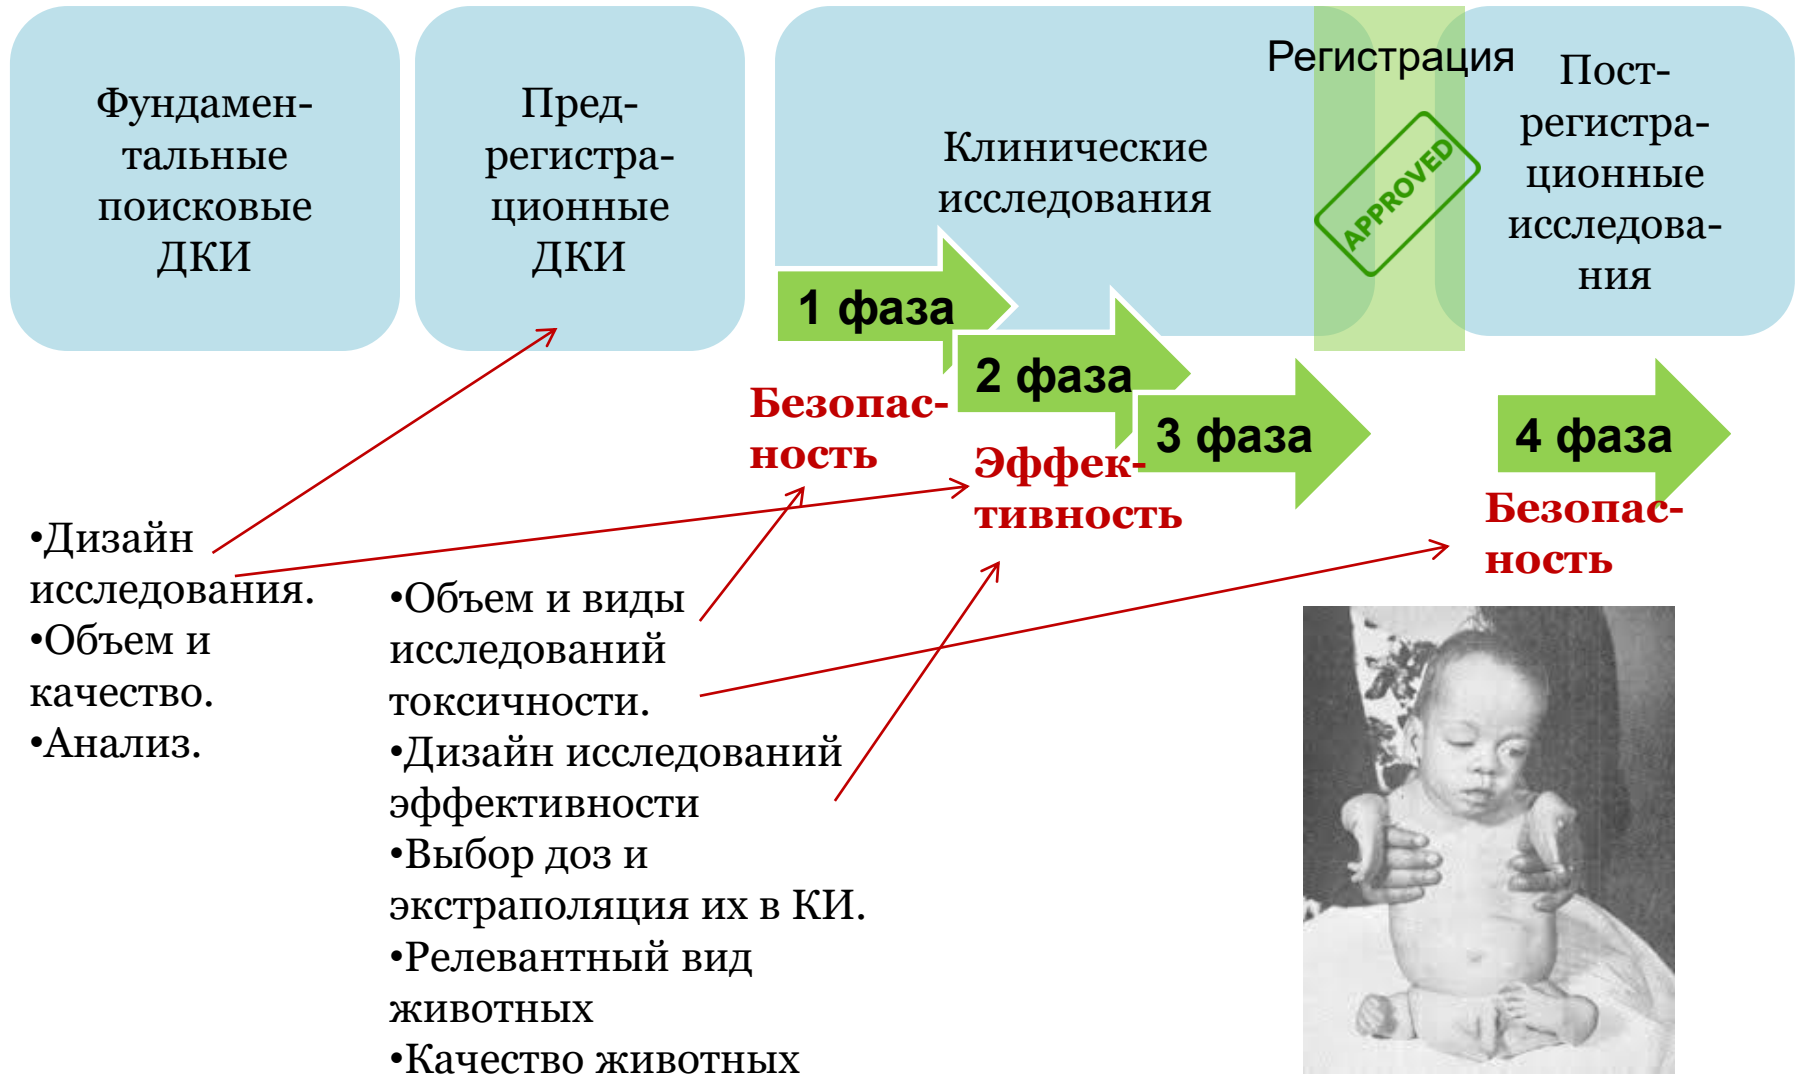 Фундамен-
тальные
поисковые
ДКИ
Пред-
регистра-
ционные
ДКИ
Клинические
исследования
Регистрация
APPROVED
Пост-
регистра-
ционные
исследова-
ния
1 фаза
2 фаза
3 фаза
4 фаза
Безопас-
ность
Эффек-
тивность
Безопас-
ность
•Дизайн
исследования.
•Объем и
качество.
•Анализ.
•Объем и виды
исследований
токсичности.
•Дизайн исследований
эффективности
•Выбор доз и
экстраполяция их в КИ.
•Релевантный вид
животных
•Качество животных